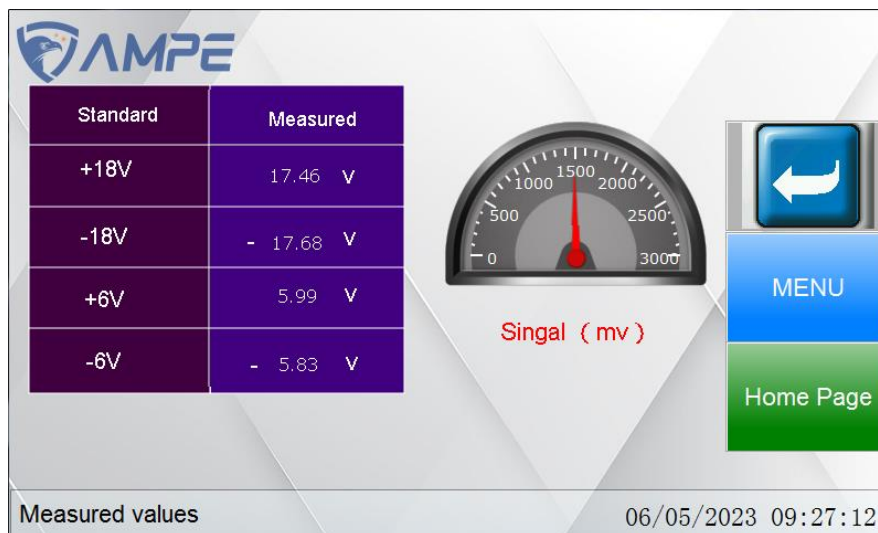 AMPE
Standard Measured
+18V 17.46 V
-18V - 17.68 V
+6V 5.99 V
-6V - 5.83 V
0 500 1000 1500 2000 2500 3000
Singal ( mv )
MENU
Home Page
Measured values 06/05/2023 09:27:12